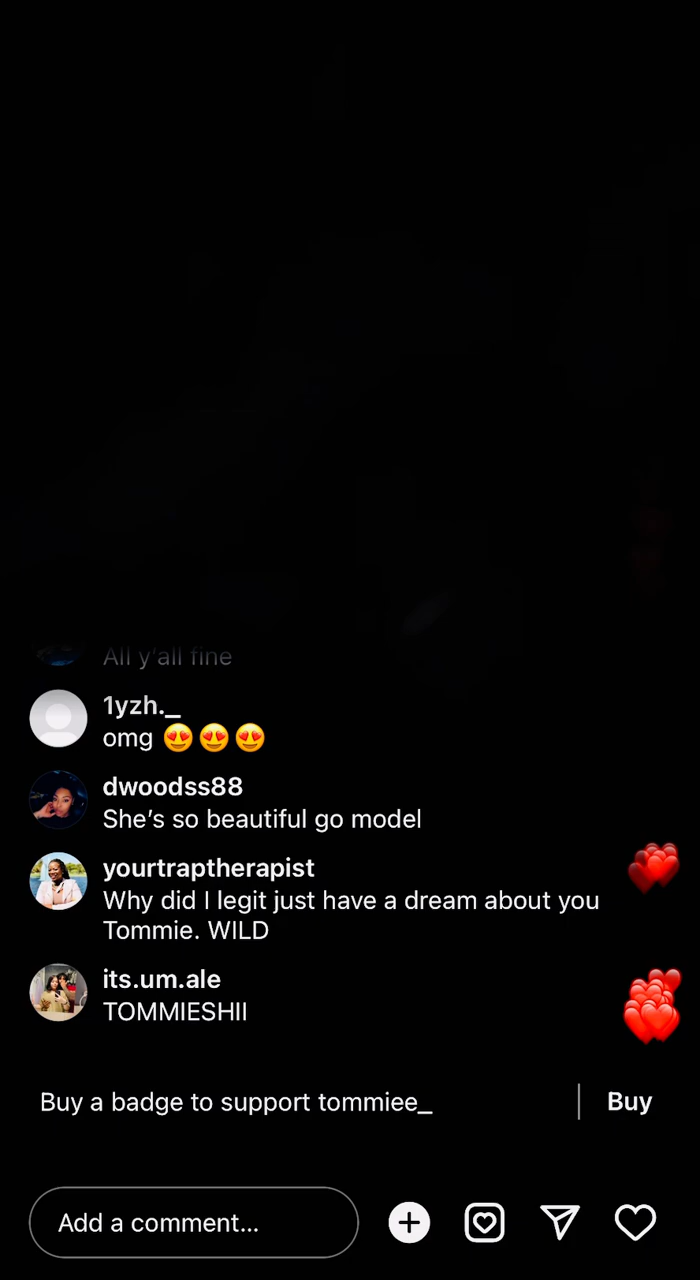 All y'all fine
1yzh._
omg 😍😍😍
dwoodss88
She's so beautiful go model
yourtraptherapist
Why did I legit just have a dream about you
Tommie. WILD
its.um.ale
TOMMIESHII
Buy a badge to support tommiee_
Buy
Add a comment...